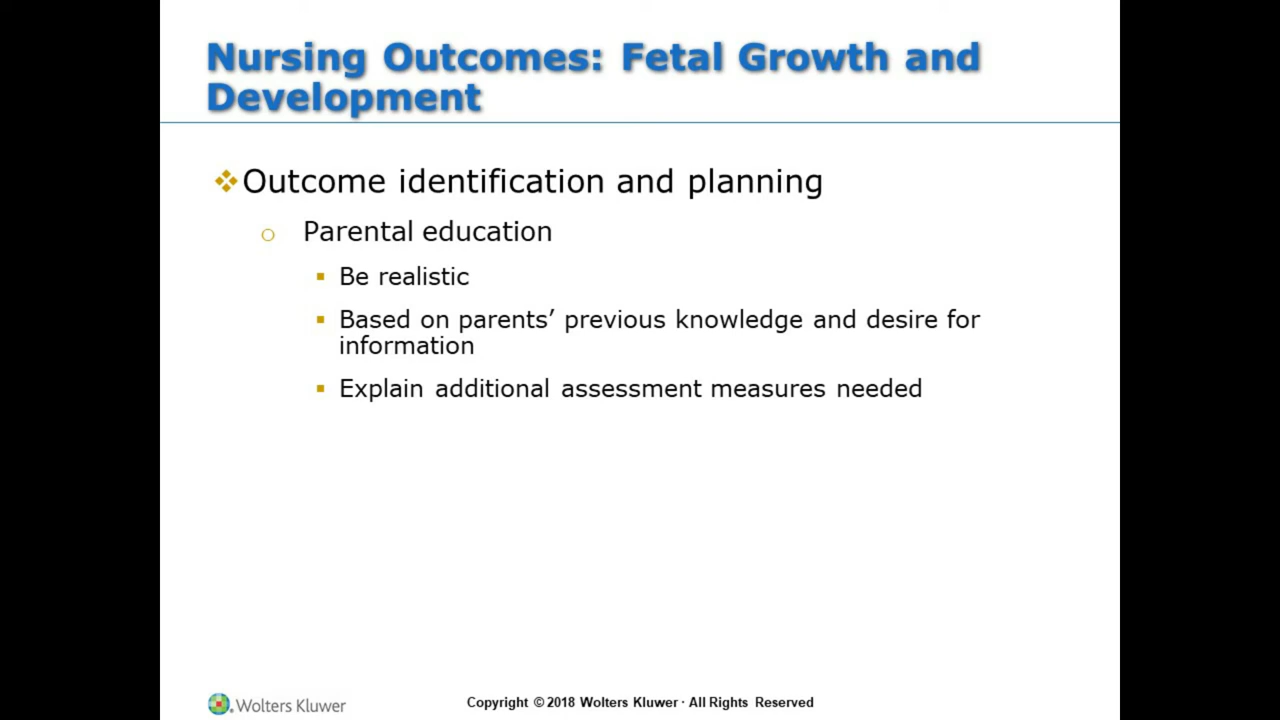 Nursing Outcomes: Fetal Growth and
Development
Outcome identification and planning
Parental education
Be realistic
Based on parents’ previous knowledge and desire for
information
Explain additional assessment measures needed
Wolters Kluwer
Copyright © 2018 Wolters Kluwer · All Rights Reserved